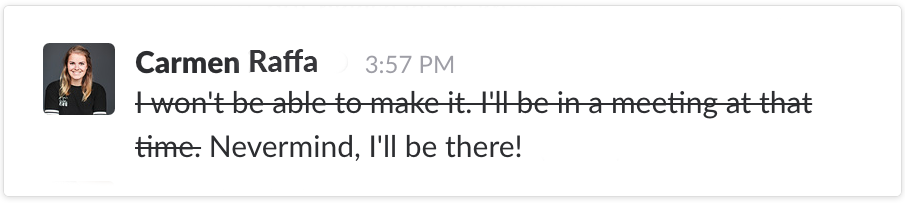 Carmen Raffa 3:57 PM
I won't be able to make it. I'll be in a meeting at that
time. Nevermind, I'll be there!